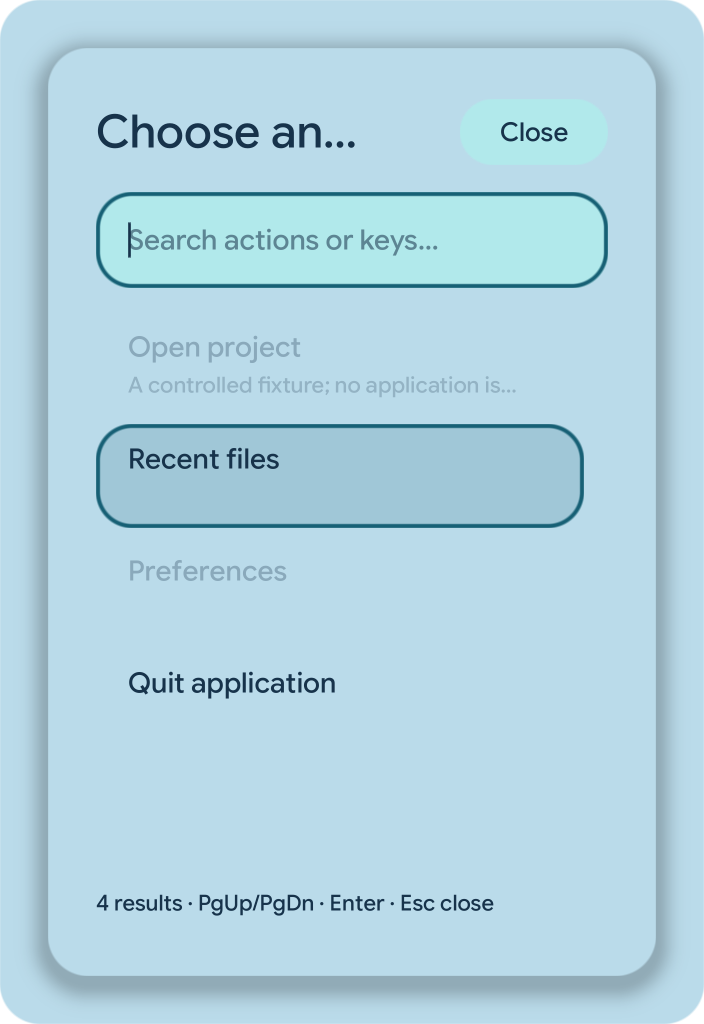 Choose an...
Close
Search actions or keys...
Open project
A controlled fixture; no application is...
Recent files
Preferences
Quit application
4 results · PgUp/PgDn · Enter · Esc close